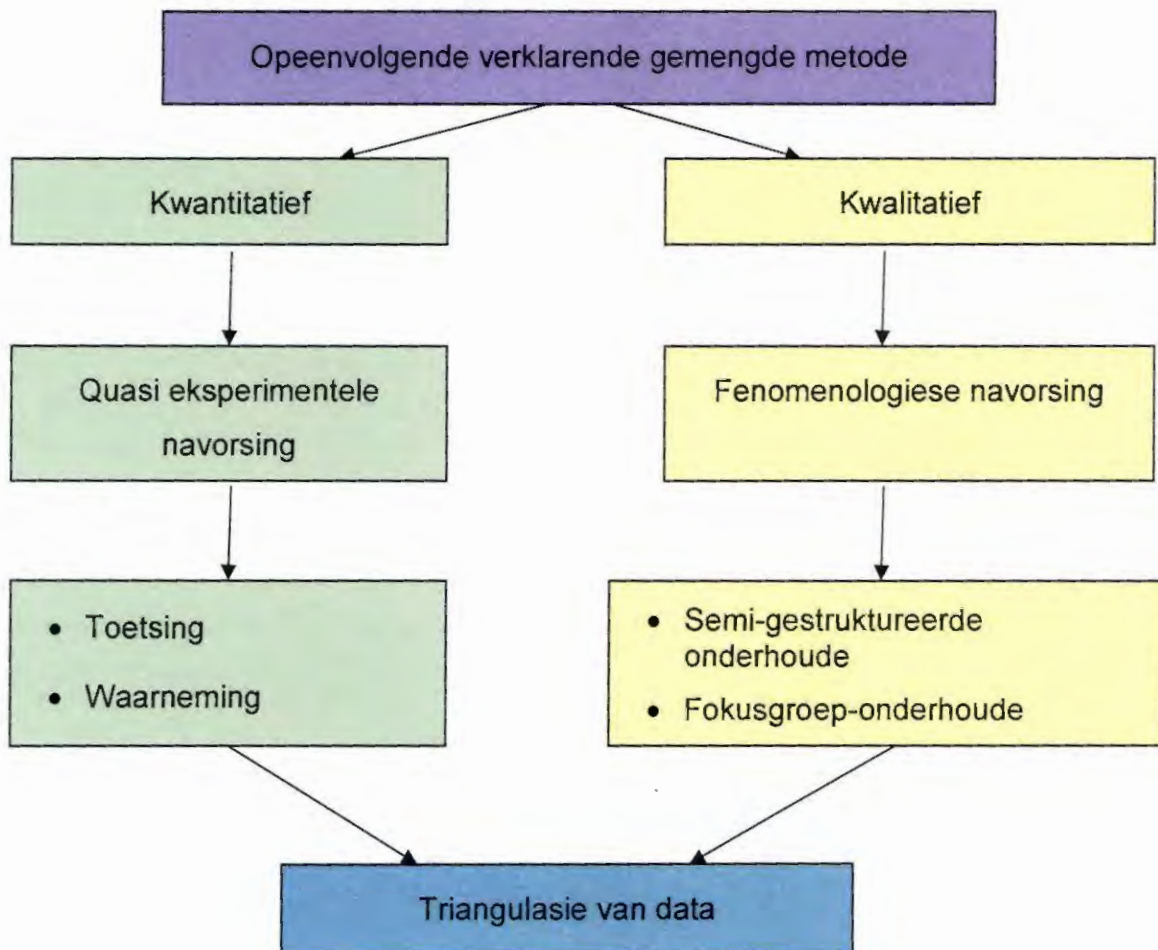 Opeenvolgende verklarende gemengde metode
Kwantitatief
Kwalitatief
Quasi eksperimentele
navorsing
Fenomenologiese navorsing
• Toetsing
• Waarneming
• Semi-gestruktureerde
onderhoude
• Fokusgroep-onderhoude
Triangulasie van data